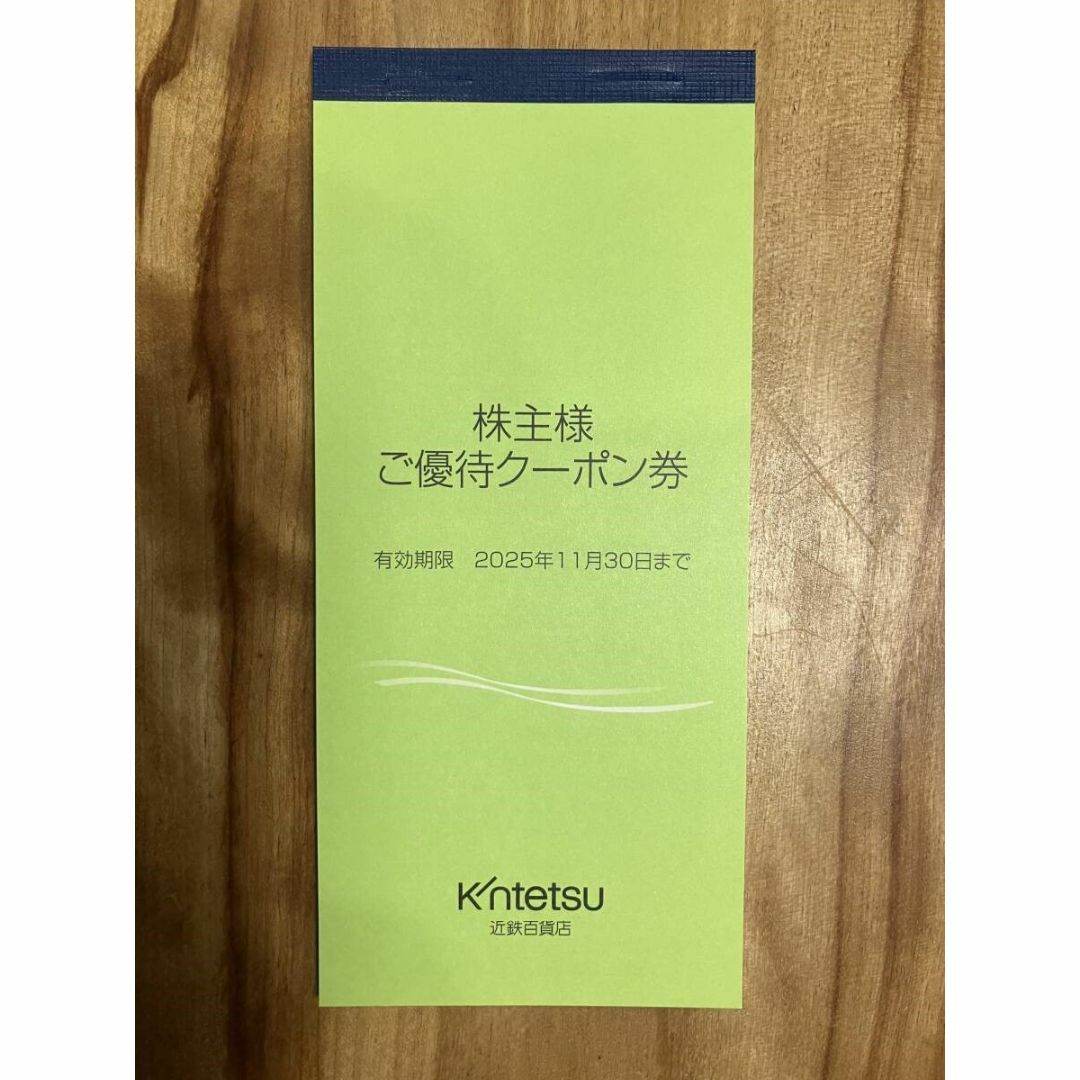 株主様
ご優待クーポン券
有効期限　2025年11月30日まで
Kintetsu
近鉄百貨店